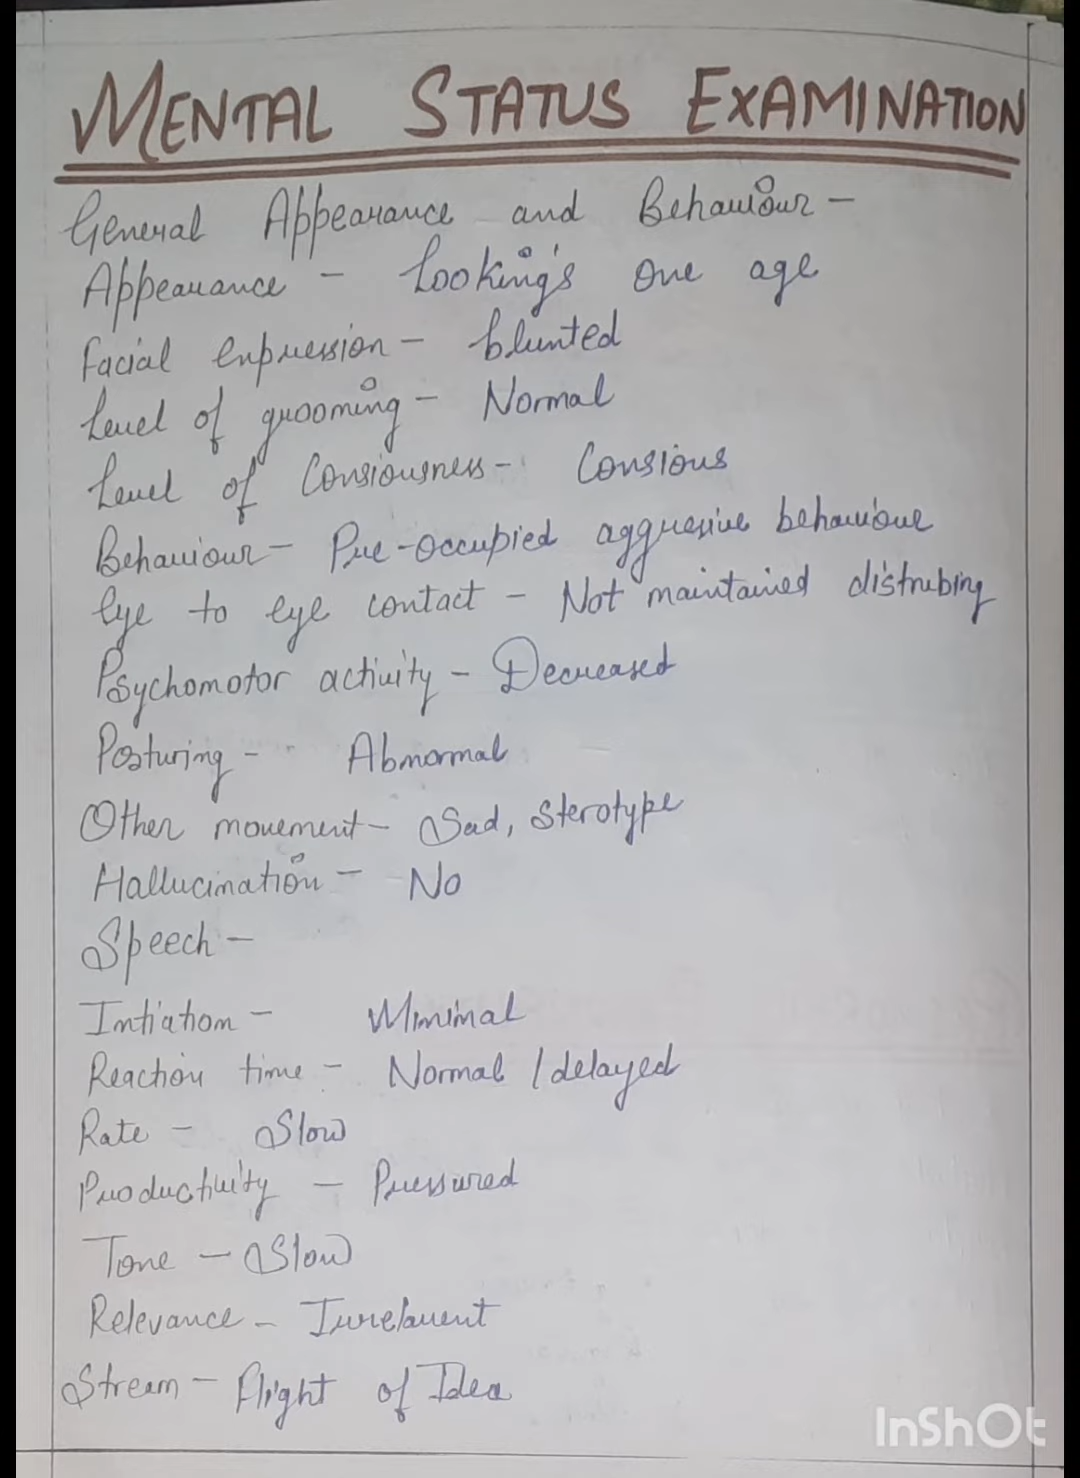 MENTAL STATUS EXAMINATION
General Appearance and Behaviour -
Appearance - Looking's one age
Facial expression - blunted
Level of grooming - Normal
Level of Consiousness - Consious
Behaviour - Pre-occupied aggresive behaviour
Eye to eye contact - Not maintained distrubing
Psychomotor activity - Decreased
Posturing - Abnormal
Other movement - Sad, Sterotype
Hallucination - No
Speech -
Intiation - Minimal
Reaction time - Normal / delayed
Rate - Slow
Productivity - Pressured
Tone - Slow
Relevance - Irrelavent
Stream - Flight of Idea
InShOt